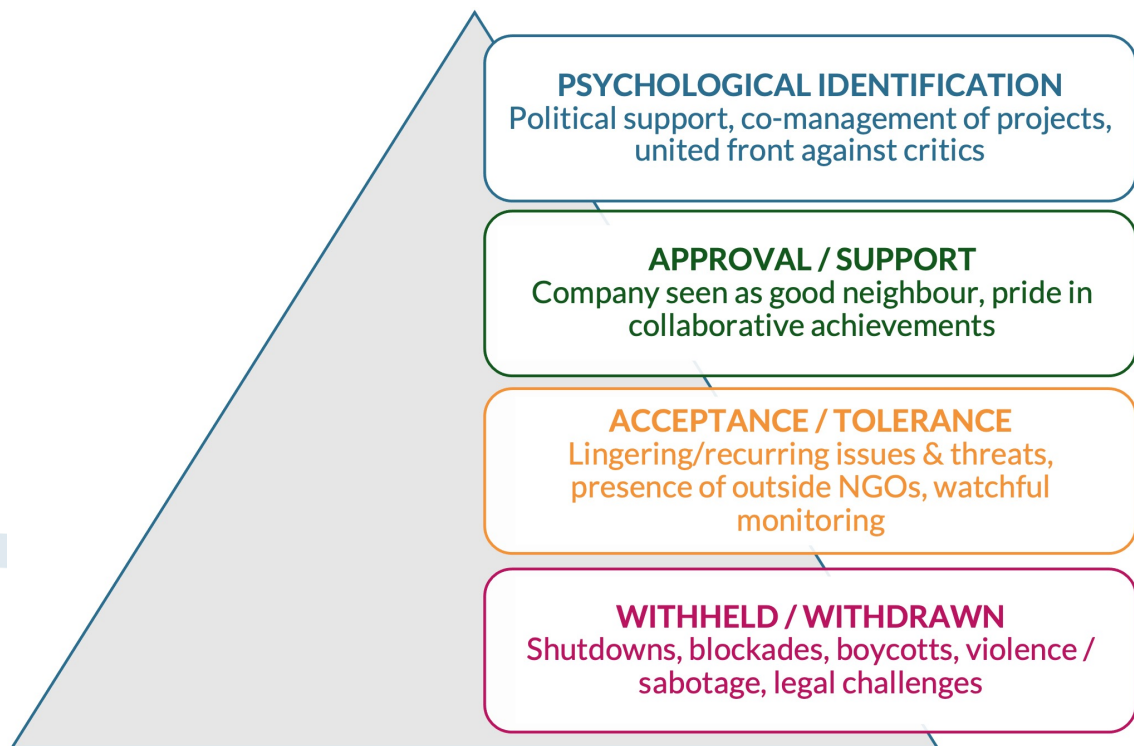 PSYCHOLOGICAL IDENTIFICATION
Political support, co-management of projects,
united front against critics
APPROVAL / SUPPORT
Company seen as good neighbour, pride in
collaborative achievements
ACCEPTANCE / TOLERANCE
Lingering/recurring issues & threats,
presence of outside NGOs, watchful
monitoring
WITHHELD / WITHDRAWN
Shutdowns, blockades, boycotts, violence /
sabotage, legal challenges